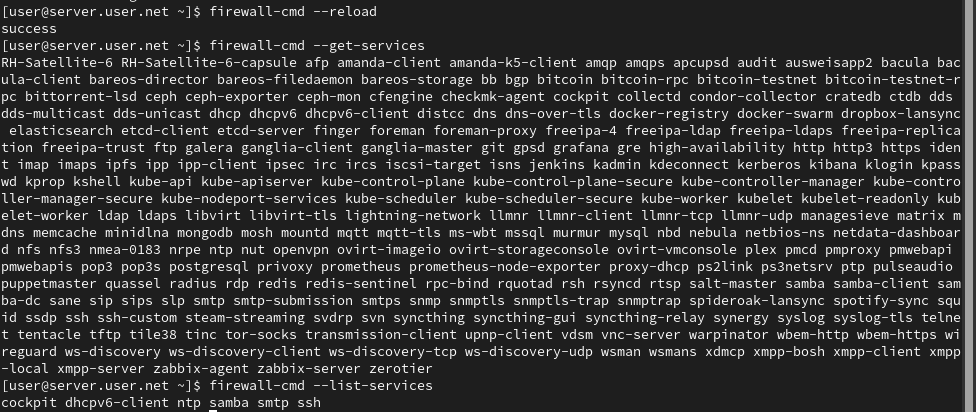 [user@server.user.net ~]$ firewall-cmd --reload
success
[user@server.user.net ~]$ firewall-cmd --get-services
RH-Satellite-6 RH-Satellite-6-capsule afp amanda-client amanda-k5-client amqp amqps apcupsd audit ausweisapp2 bacula bac
ula-client bareos-director bareos-filedaemon bareos-storage bb bgp bitcoin bitcoin-rpc bitcoin-testnet bitcoin-testnet-r
pc bittorrent-lsd ceph ceph-exporter ceph-mon cfengine checkmk-agent cockpit collectd condor-collector cratedb ctdb dds
dds-multicast dds-unicast dhcp dhcpv6 dhcpv6-client distcc dns dns-over-tls docker-registry docker-swarm dropbox-lansync
elasticsearch etcd-client etcd-server finger foreman foreman-proxy freeipa-4 freeipa-ldap freeipa-ldaps freeipa-replica
tion freeipa-trust ftp galera ganglia-client ganglia-master git gpsd grafana gre high-availability http http3 https iden
t imap imaps ipfs ipp ipp-client ipsec irc ircs iscsi-target isns jenkins kadmin kdeconnect kerberos kibana klogin kpass
wd kprop kshell kube-api kube-apiserver kube-control-plane kube-control-plane-secure kube-controller-manager kube-contro
ller-manager-secure kube-nodeport-services kube-scheduler kube-scheduler-secure kube-worker kubelet kubelet-readonly kub
elet-worker ldap ldaps libvirt libvirt-tls lightning-network llmnr llmnr-client llmnr-tcp llmnr-udp managesieve matrix m
dns memcache minidlna mongodb mosh mountd mqtt mqtt-tls ms-wbt mssql murmur mysql nbd nebula netbios-ns netdata-dashboar
d nfs nfs3 nmea-0183 nrpe ntp nut openvpn ovirt-imageio ovirt-storageconsole ovirt-vmconsole plex pmcd pmproxy pmwebapi
pmwebapis pop3 pop3s postgresql privoxy prometheus prometheus-node-exporter proxy-dhcp ps2link ps3netsrv ptp pulseaudio
puppetmaster quassel radius rdp redis redis-sentinel rpc-bind rquotad rsh rsyncd rtsp salt-master samba samba-client sam
ba-dc sane sip sips slp smtp smtp-submission smtps snmp snmptls snmptls-trap snmptrap spideroak-lansync spotify-sync squ
id ssdp ssh ssh-custom steam-streaming svdrp svn syncthing syncthing-gui syncthing-relay synergy syslog syslog-tls telne
t tentacle tftp tile38 tinc tor-socks transmission-client upnp-client vdsm vnc-server warpinator wbem-http wbem-https wi
reguard ws-discovery ws-discovery-client ws-discovery-tcp ws-discovery-udp wsman wsmans xdmcp xmpp-bosh xmpp-client xmpp
-local xmpp-server zabbix-agent zabbix-server zerotier
[user@server.user.net ~]$ firewall-cmd --list-services
cockpit dhcpv6-client ntp samba smtp ssh